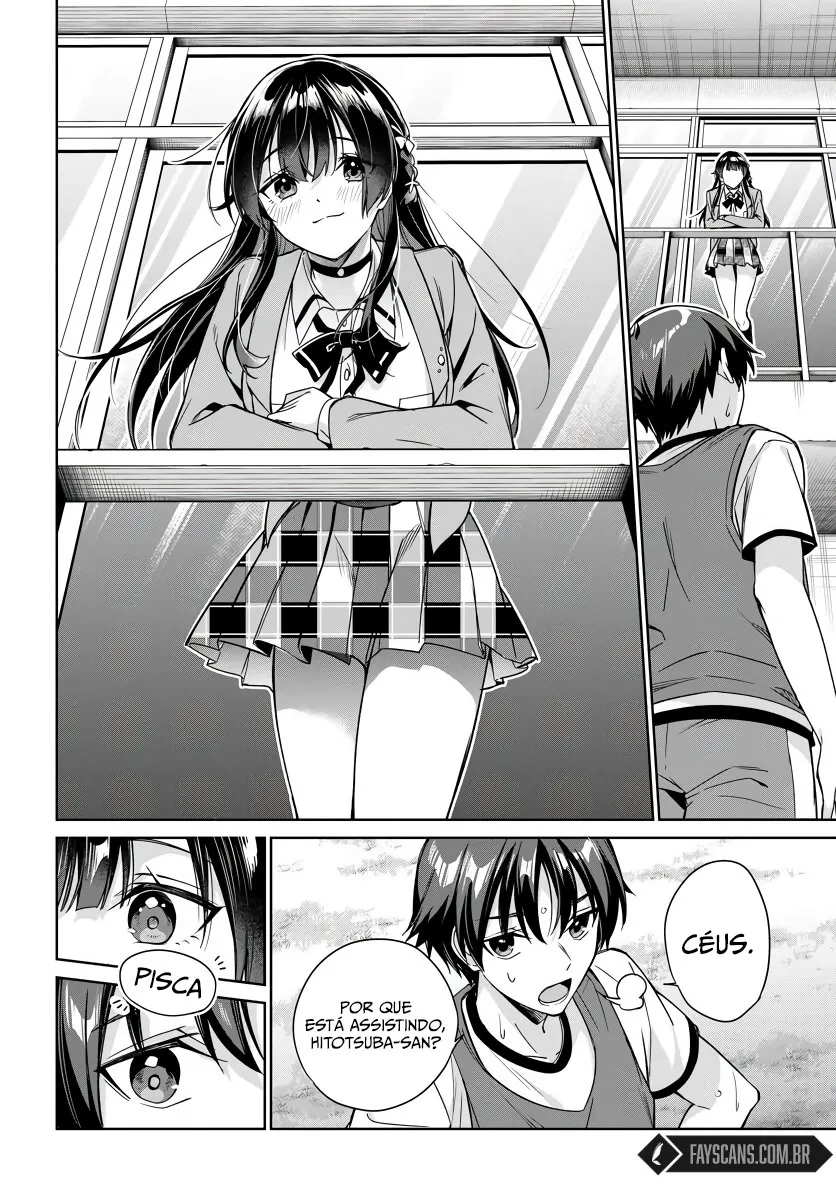 CÉUS.
POR QUE
ESTÁ ASSISTINDO,
HITOTSUBA-SAN?
PISCA
FAYSCANS.COM.BR